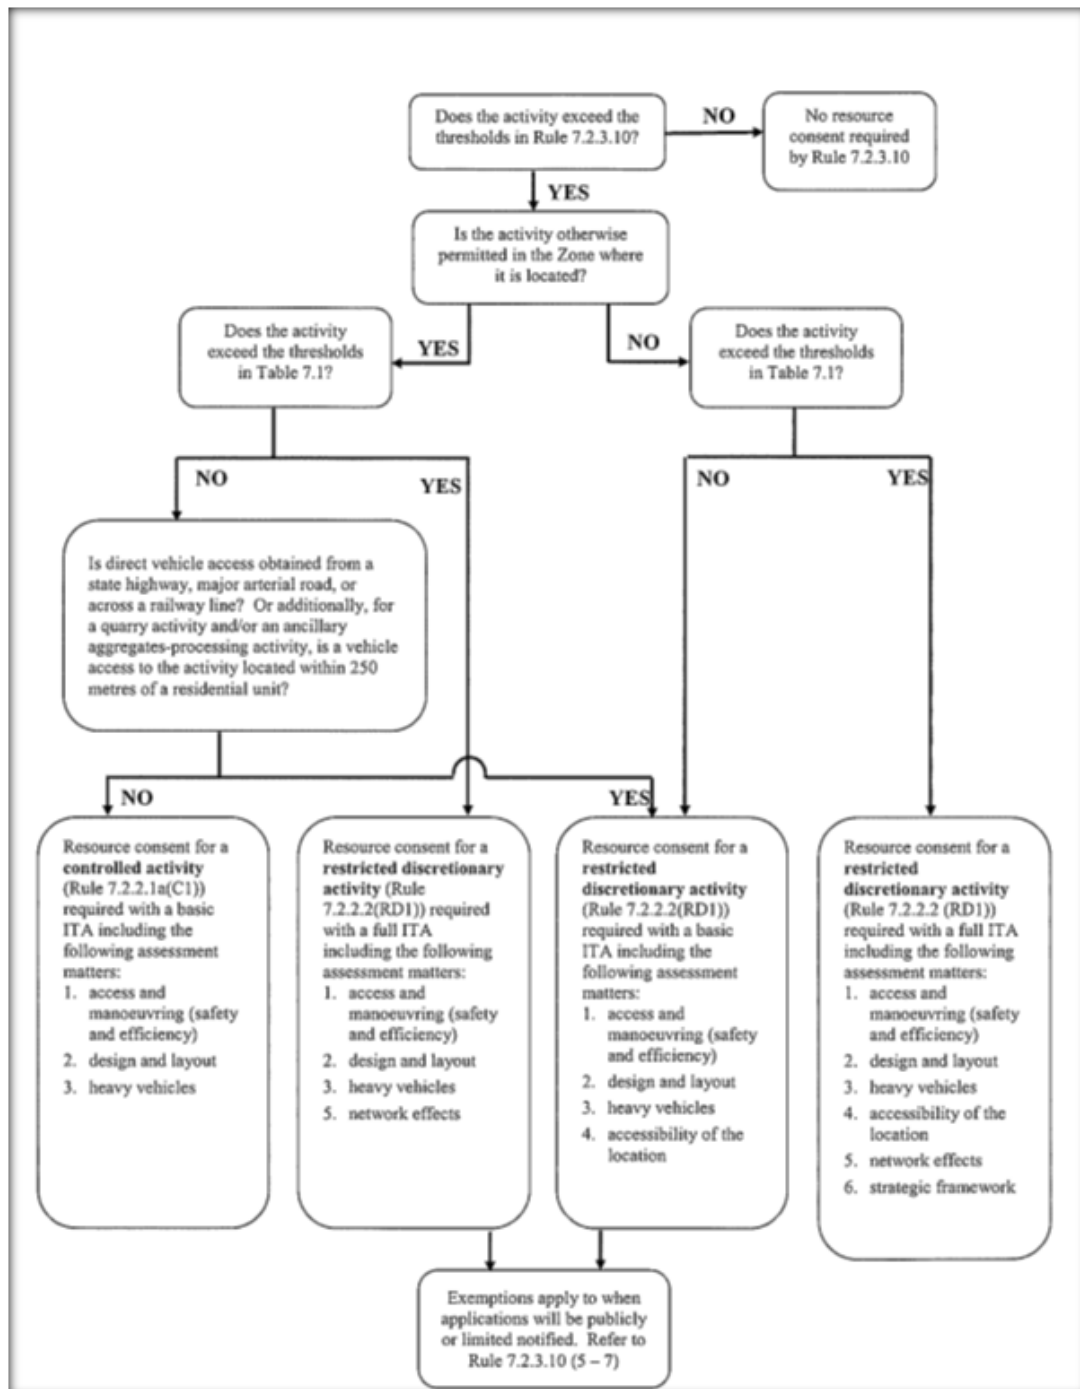 Does the activity exceed the
thresholds in Rule 7.2.3.10?
NO
No resource
consent required
by Rule 7.2.3.10
YES
Is the activity otherwise
permitted in the Zone where
it is located?
Does the activity
exceed the thresholds
in Table 7.1?
YES
NO
Does the activity
exceed the thresholds
in Table 7.1?
NO
YES
NO
YES
Is direct vehicle access obtained from a
state highway, major arterial road, or
across a railway line? Or additionally, for
a quarry activity and/or an ancillary
aggregates-processing activity, is a vehicle
access to the activity located within 250
metres of a residential unit?
NO
YES
Resource consent for a
controlled activity
(Rule 7.2.2.1a(C1))
required with a basic
ITA including the
following assessment
matters:
1. access and
manoeuvring (safety
and efficiency)
2. design and layout
3. heavy vehicles
Resource consent for a
restricted discretionary
activity (Rule
7.2.2.2(RD1)) required
with a full ITA
including the following
assessment matters:
1. access and
manoeuvring (safety
and efficiency)
2. design and layout
3. heavy vehicles
5. network effects
Resource consent for a
restricted
discretionary activity
(Rule 7.2.2.2(RD1))
required with a basic
ITA including the
following assessment
matters:
1. access and
manoeuvring (safety
and efficiency)
2. design and layout
3. heavy vehicles
4. accessibility of the
location
Resource consent for a
restricted
discretionary activity
(Rule 7.2.2.2 (RD1))
required with a full ITA
including the following
assessment matters:
1. access and
manoeuvring (safety
and efficiency)
2. design and layout
3. heavy vehicles
4. accessibility of the
location
5. network effects
6. strategic framework
Exemptions apply to when
applications will be publicly
or limited notified. Refer to
Rule 7.2.3.10 (5 – 7)